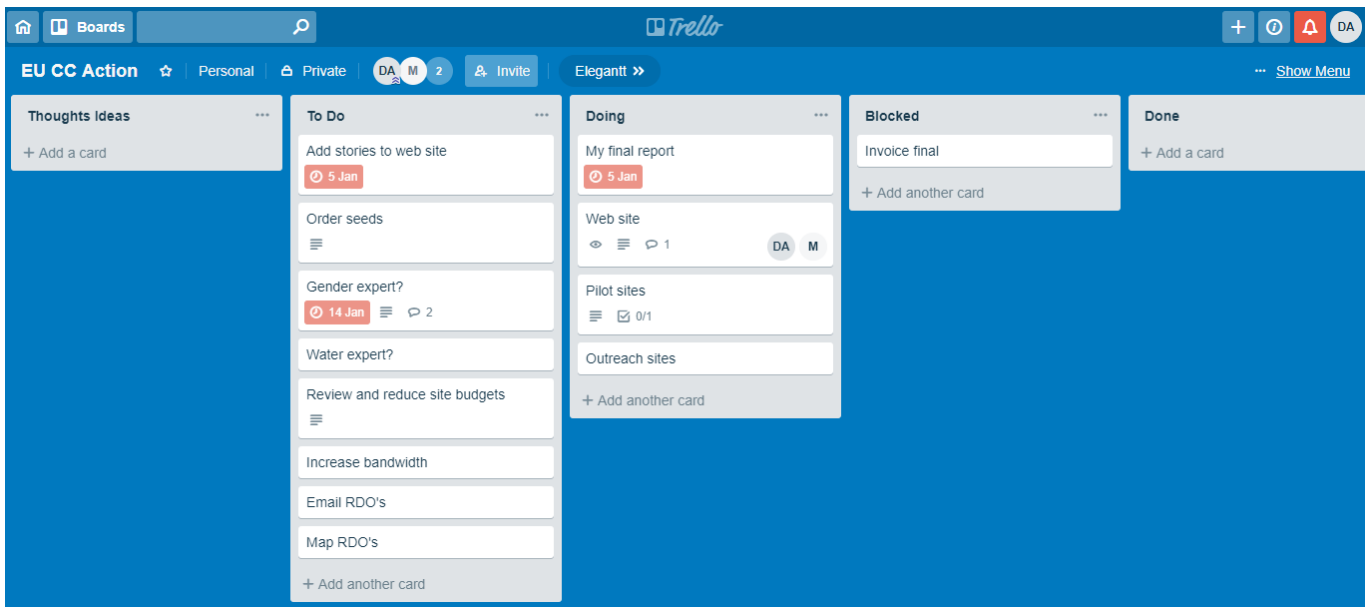 Boards
Trello
DA
EU CC Action
Personal
Private
DA M 2
Invite
Elegantt »
... Show Menu
Thoughts Ideas
+ Add a card
To Do
Add stories to web site
5 Jan
Order seeds
Gender expert?
14 Jan 2
Water expert?
Review and reduce site budgets
Increase bandwidth
Email RDO's
Map RDO's
+ Add another card
Doing
My final report
5 Jan
Web site
1 DA M
Pilot sites
0/1
Outreach sites
+ Add another card
Blocked
Invoice final
+ Add another card
Done
+ Add a card